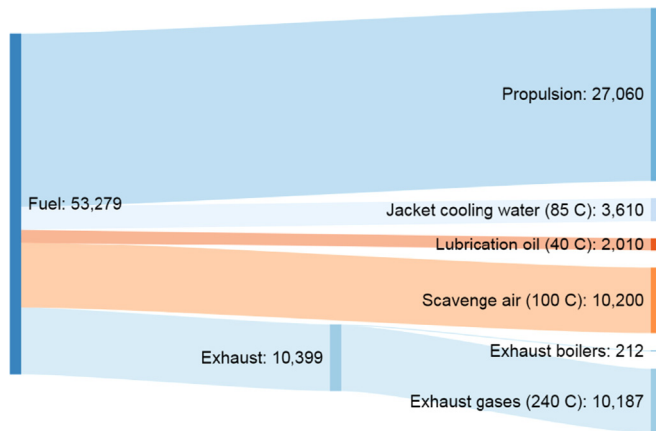 Propulsion: 27,060
Fuel: 53,279
Jacket cooling water (85 C): 3,610
Lubrication oil (40 C): 2,010
Scavenge air (100 C): 10,200
Exhaust boilers: 212
Exhaust: 10,399
Exhaust gases (240 C): 10,187